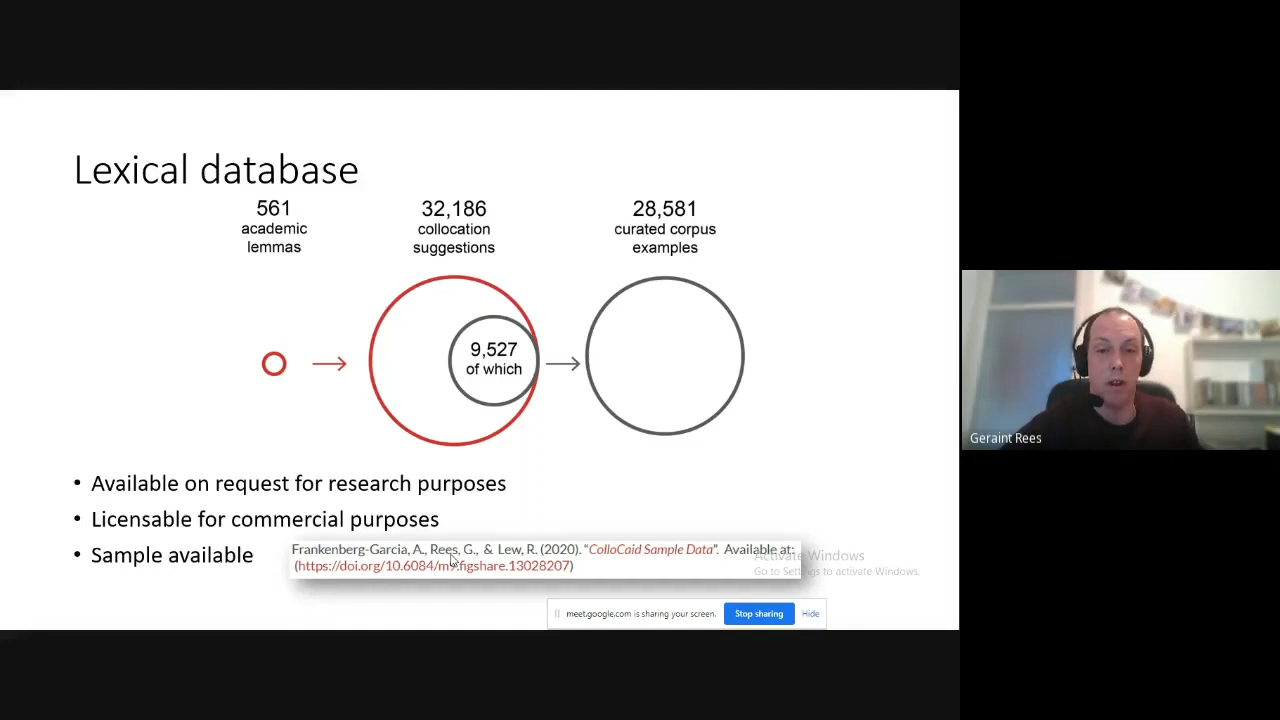 Lexical database
561
academic
lemmas
32,186
collocation
suggestions
28,581
curated corpus
examples
9,527
of which
• Available on request for research purposes
• Licensable for commercial purposes
• Sample available
Frankenberg-Garcia, A., Rees, G., & Lew, R. (2020). “ColloCaid Sample Data”. Available at:
(https://doi.org/10.6084/m9.figshare.13028207)
Activate Windows
Go to Settings to activate Windows.
meet.google.com is sharing your screen.
Stop sharing
Hide
Geraint Rees